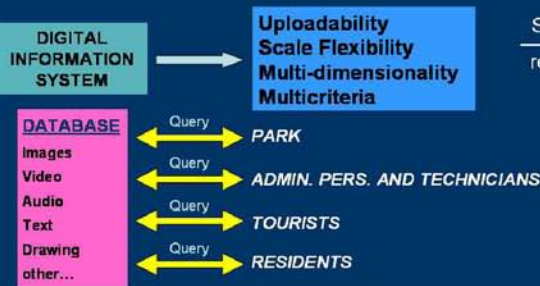 DIGITAL
INFORMATION
SYSTEM
Uploadability
Scale Flexibility
Multi-dimensionality
Multicriteria
DATABASE
Images
Video
Audio
Text
Drawing
other...
Query
PARK
Query
ADMIN. PERS. AND TECHNICIANS
Query
TOURISTS
Query
RESIDENTS